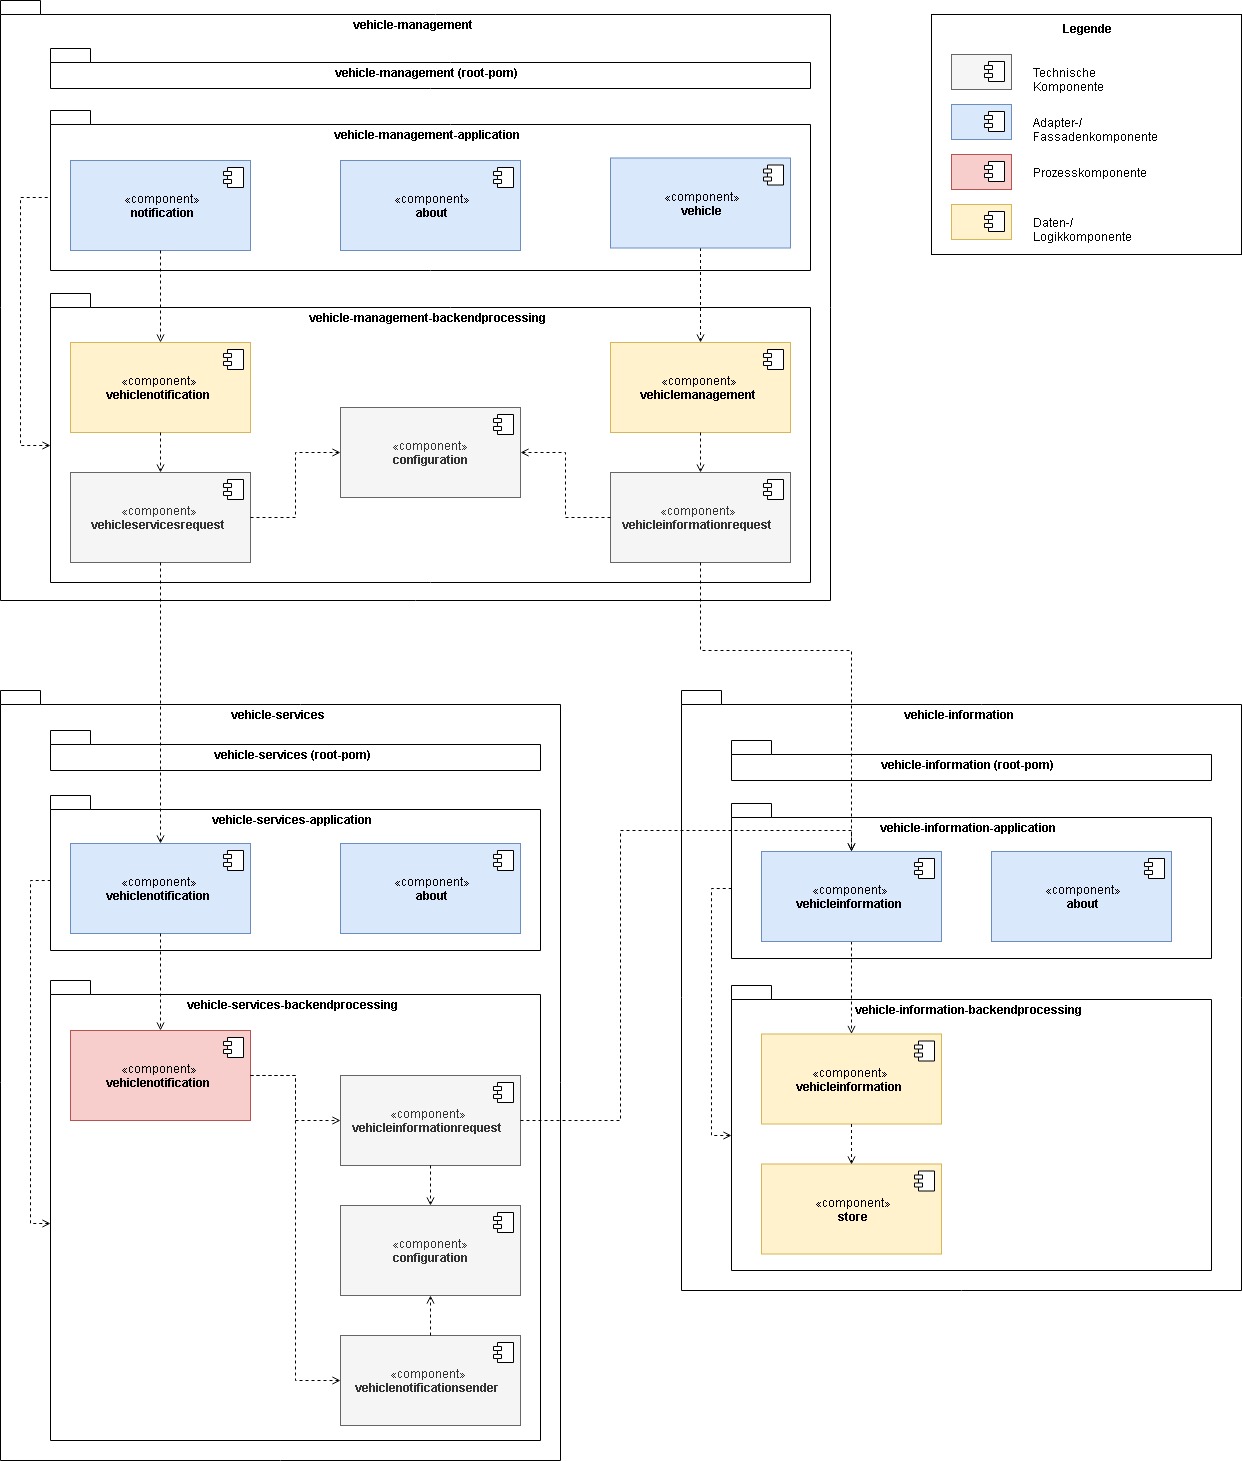 vehicle-management
vehicle-management (root-pom)
vehicle-management-application
«component»
notification
«component»
about
«component»
vehicle
vehicle-management-backendprocessing
«component»
vehiclenotification
«component»
vehiclemanagement
«component»
configuration
«component»
vehicleservicesrequest
«component»
vehicleinformationrequest
Legende
Technische
Komponente
Adapter-/
Fassadenkomponente
Prozesskomponente
Daten-/
Logikkomponente
vehicle-services
vehicle-services (root-pom)
vehicle-services-application
«component»
vehiclenotification
«component»
about
vehicle-services-backendprocessing
«component»
vehiclenotification
«component»
vehicleinformationrequest
«component»
configuration
«component»
vehiclenotificationsender
vehicle-information
vehicle-information (root-pom)
vehicle-information-application
«component»
vehicleinformation
«component»
about
vehicle-information-backendprocessing
«component»
vehicleinformation
«component»
store